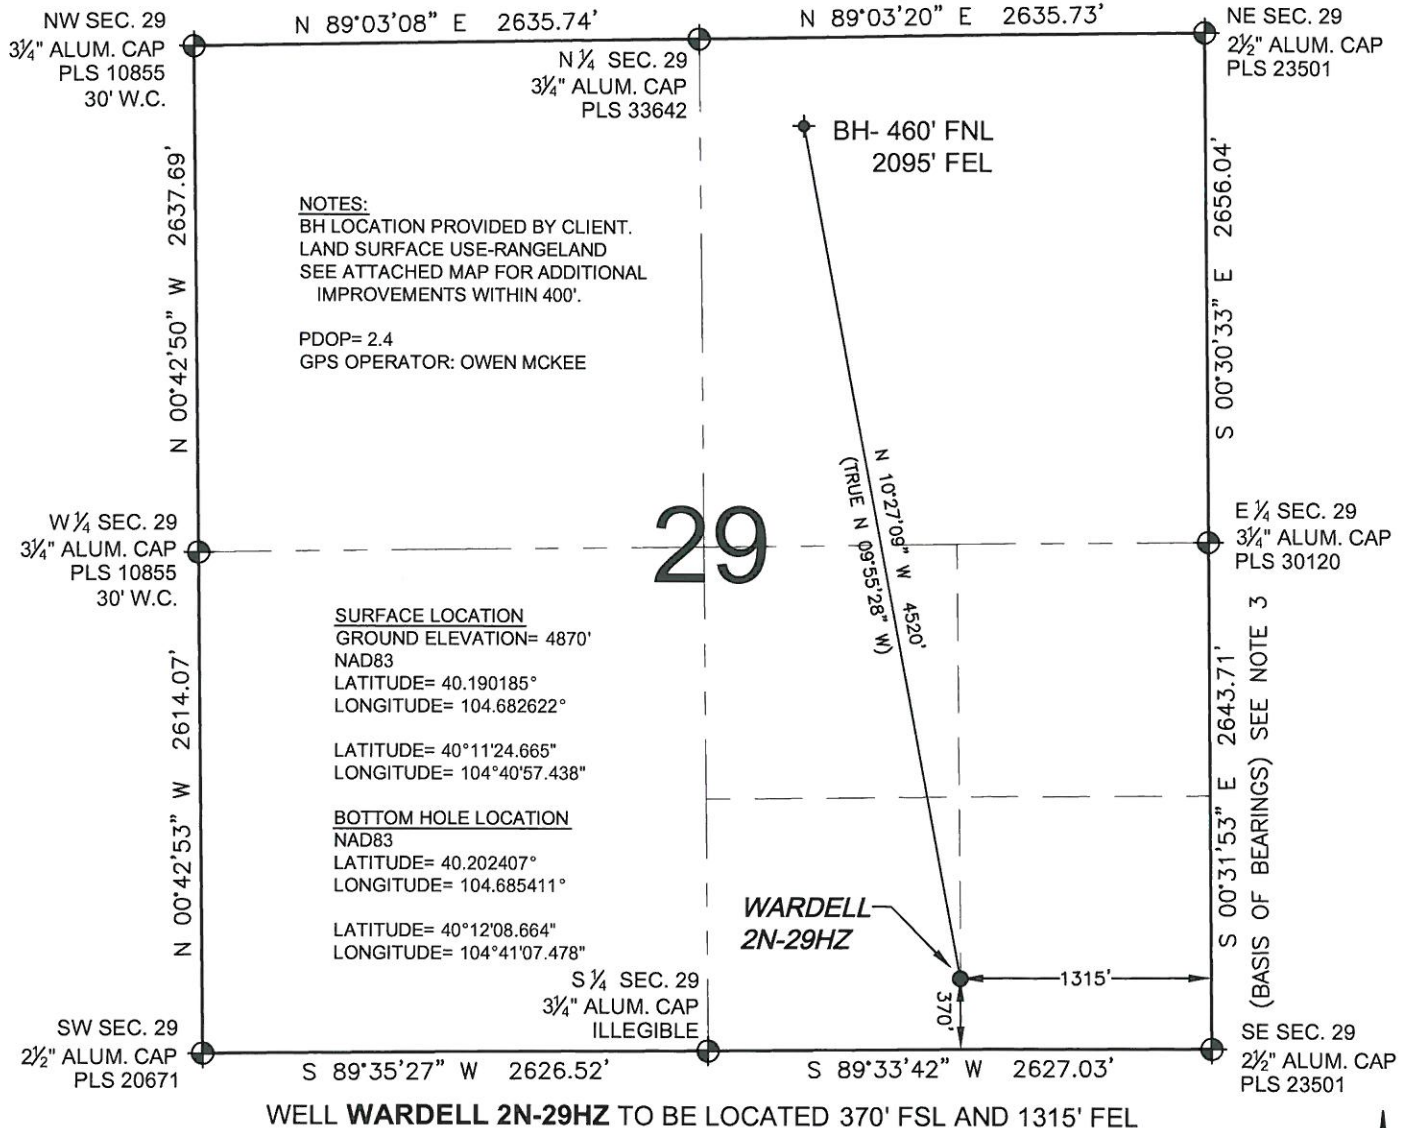 NW SEC. 29
3¼" ALUM. CAP
PLS 10855
30' W.C.
N 89°03'08" E 2635.74'
N 89°03'20" E 2635.73'
NE SEC. 29
2½" ALUM. CAP
PLS 23501
N ¼ SEC. 29
3¼" ALUM. CAP
PLS 33642
BH- 460' FNL
2095' FEL
N 00°42'50" W 2637.69'
S 00°30'33" E 2656.04'
NOTES:
BH LOCATION PROVIDED BY CLIENT.
LAND SURFACE USE-RANGELAND
SEE ATTACHED MAP FOR ADDITIONAL
IMPROVEMENTS WITHIN 400'.
PDOP= 2.4
GPS OPERATOR: OWEN MCKEE
N 10°27'09" W 4520'
(TRUE N 09°55'28" W)
29
W ¼ SEC. 29
3¼" ALUM. CAP
PLS 10855
30' W.C.
E ¼ SEC. 29
3¼" ALUM. CAP
PLS 30120
SURFACE LOCATION
GROUND ELEVATION= 4870'
NAD83
LATITUDE= 40.190185°
LONGITUDE= 104.682622°
LATITUDE= 40°11'24.665"
LONGITUDE= 104°40'57.438"
BOTTOM HOLE LOCATION
NAD83
LATITUDE= 40.202407°
LONGITUDE= 104.685411°
LATITUDE= 40°12'08.664"
LONGITUDE= 104°41'07.478"
N 00°42'53" W 2614.07'
S 00°31'53" E 2643.71'
(BASIS OF BEARINGS) SEE NOTE 3
WARDELL
2N-29HZ
1315'
370'
S ¼ SEC. 29
3¼" ALUM. CAP
ILLEGIBLE
SW SEC. 29
2½" ALUM. CAP
PLS 20671
SE SEC. 29
2½" ALUM. CAP
PLS 23501
S 89°35'27" W 2626.52'
S 89°33'42" W 2627.03'
WELL WARDELL 2N-29HZ TO BE LOCATED 370' FSL AND 1315' FEL